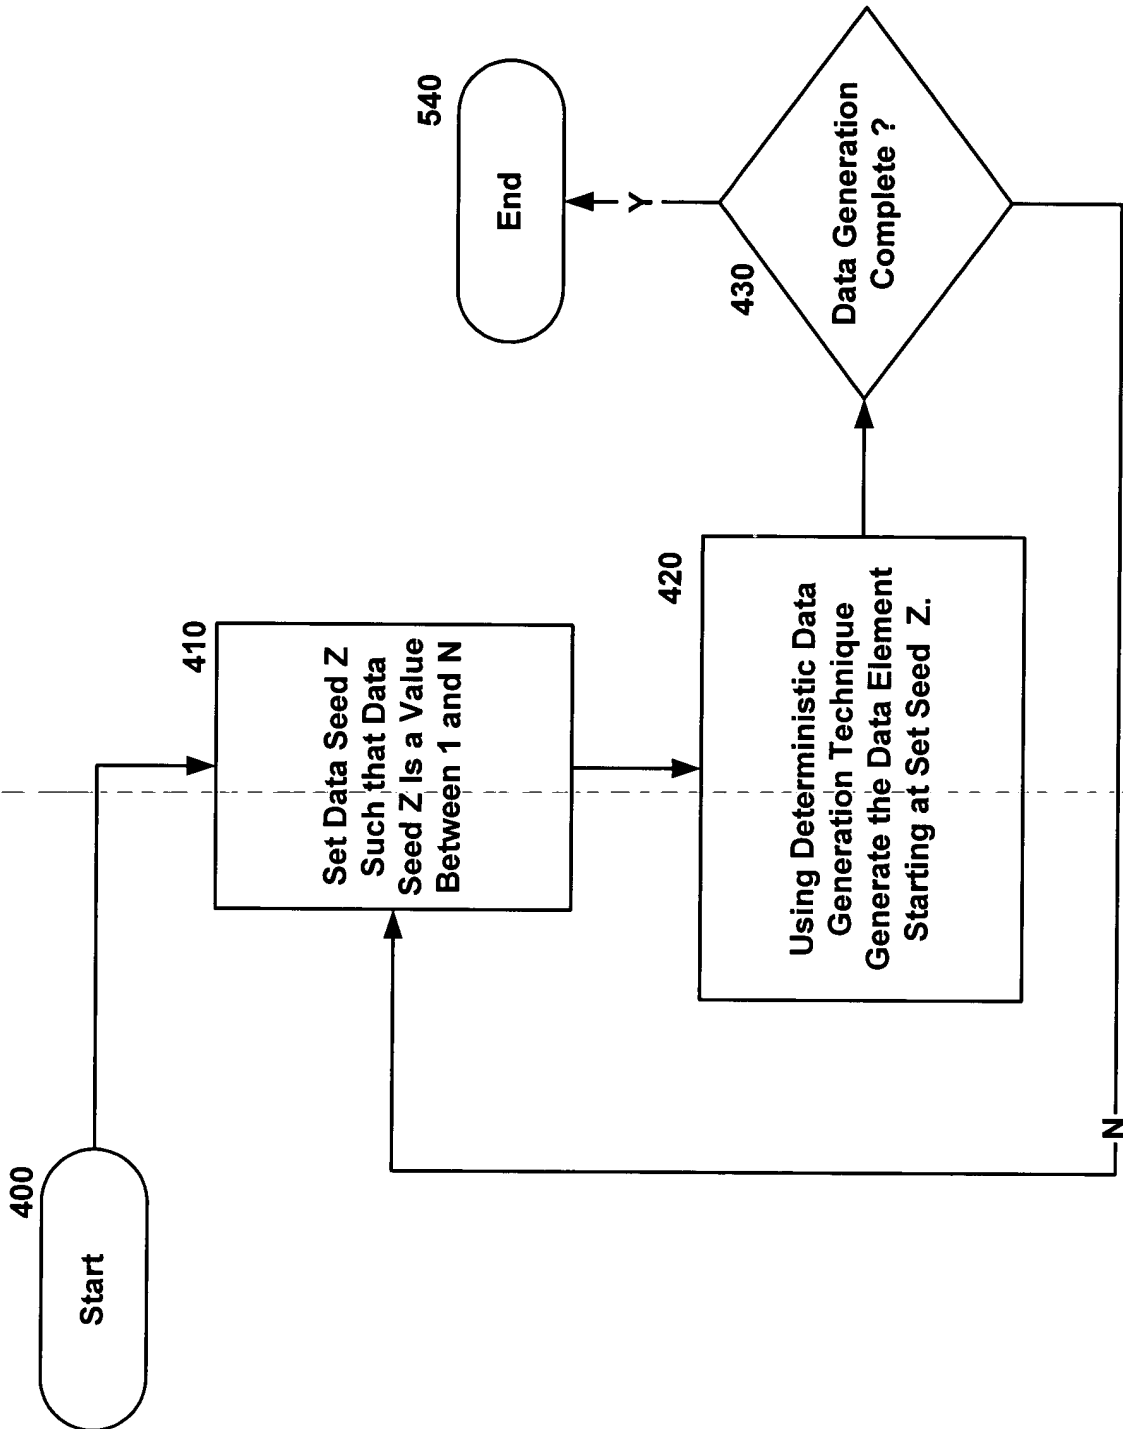 400
Start
410
Set Data Seed Z
Such that Data
Seed Z Is a Value
Between 1 and N
420
Using Deterministic Data
Generation Technique
Generate the Data Element
Starting at Set Seed Z.
430
Data Generation
Complete ?
Y
N
540
End